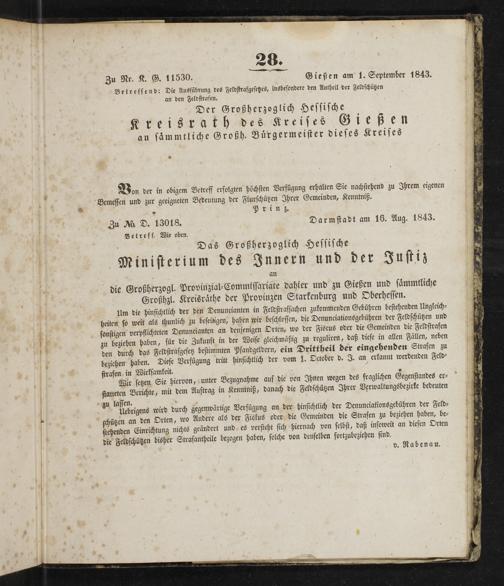 28.
Zu Nr. K. G. 11530. Gießen am 1. September 1843.
Betreffend: Die Ausführung des Feldstrafgesetzes, insbesondere den Antheil der Feldschützen
an den Feldstrafen.
Der Großherzoglich Hessische
Kreisrath des Kreises Gießen
an sämmtliche Großh. Bürgermeister dieses Kreises
Von der in obigem Betreff erfolgten höchsten Verfügung erhalten Sie nachstehend zu Ihrem eigenen
Bemessen und zur geeigneten Bedeutung der Flurschützen Ihrer Gemeinden, Kenntniß.
Prinz.
Zu № D. 13018. Darmstadt am 16. Aug. 1843.
Betreff. Wie oben.
Das Großherzoglich Hessische
Ministerium des Innern und der Justiz
an
die Großherzogl. Provinzial-Commissariate dahier und zu Gießen und sämmtliche
Großhzl. Kreisräthe der Provinzen Starkenburg und Oberhessen.
Um die hinsichtlich der den Denuncianten in Feldstrafsachen zukommenden Gebühren bestehenden Ungleich-
heiten so weit als thunlich zu beseitigen, haben wir beschlossen, die Denunciationsgebühren der Feldschützen und
sonstigen verpflichteten Denuncianten an denjenigen Orten, wo der Fiscus oder die Gemeinden die Feldstrafen
zu beziehen haben, für die Zukunft in der Weise gleichmäßig zu reguliren, daß diese in allen Fällen, neben
den durch das Feldstrafgesetz bestimmten Pfandgeldern, ein Drittheil der eingehenden Strafen zu
beziehen haben. Diese Verfügung tritt hinsichtlich der vom 1. October d. J. an erkannt werdenden Feld-
strafen in Wirksamkeit.
Wir setzen Sie hiervon, unter Bezugnahme auf die von Ihnen wegen des fraglichen Gegenstandes er-
statteten Berichte, mit dem Auftrag in Kenntniß, danach die Feldschützen Ihrer Verwaltungsbezirke bedeuten
zu lassen.
Uebrigens wird durch gegenwärtige Verfügung an der hinsichtlich der Denunciationsgebühren der Feld-
schützen an den Orten, wo Andere als der Fiskus oder die Gemeinden die Strafen zu beziehen haben, be-
stehenden Einrichtung nichts geändert und es versteht sich hiernach von selbst, daß insoweit an diesen Orten
die Feldschützen bisher Strafantheile bezogen haben, solche von denselben fortzubeziehen sind.
v. Rabenau.